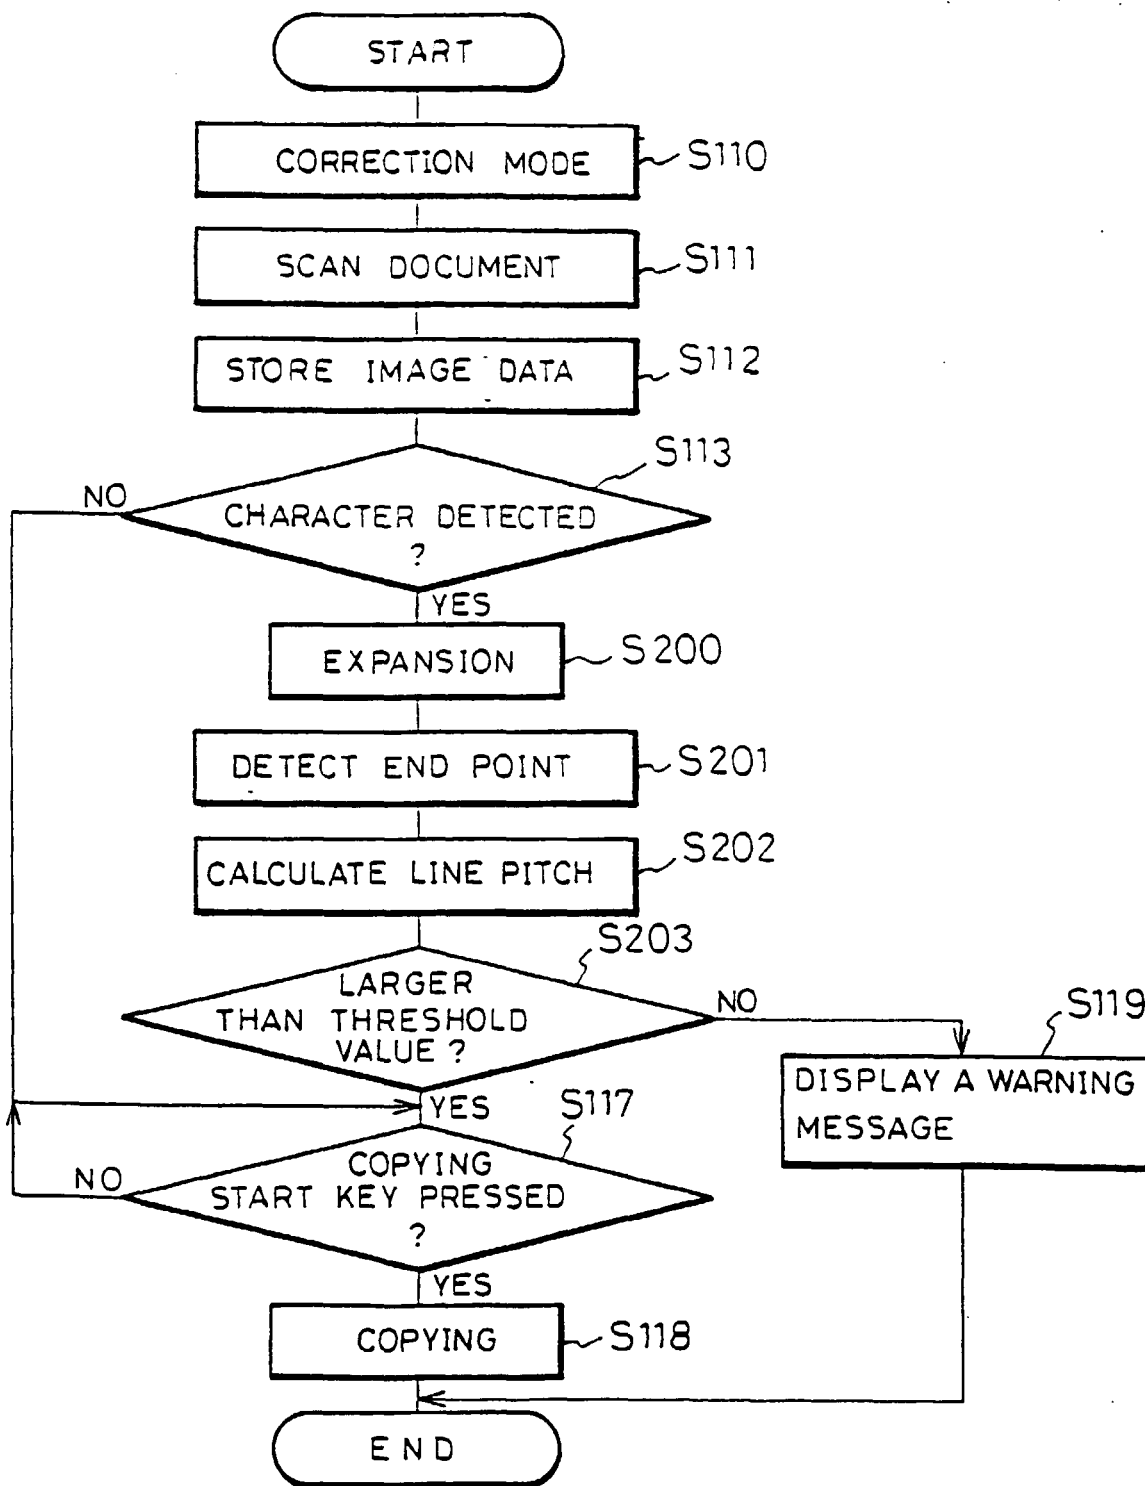 START
CORRECTION MODE
S110
SCAN DOCUMENT
S111
STORE IMAGE DATA
S112
S113
NO
CHARACTER DETECTED
?
YES
EXPANSION
S200
DETECT END POINT
S201
CALCULATE LINE PITCH
S202
S203
LARGER
THAN THRESHOLD
VALUE?
NO
S119
DISPLAY A WARNING
MESSAGE
YES
S117
NO
COPYING
START KEY PRESSED
?
YES
COPYING
S118
END